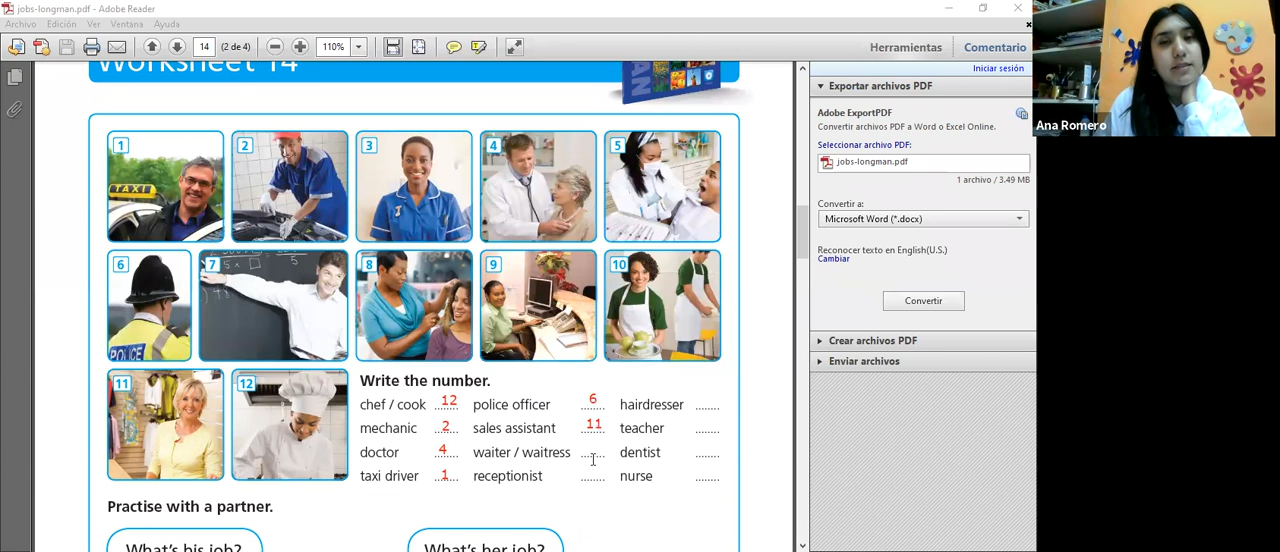 jobs-longman.pdf - Adobe Reader
Archivo Edición Ver Ventana Ayuda
14 (2 de 4) 110% Herramientas Comentario
Worksheet 14
Iniciar sesión
Exportar archivos PDF
Adobe ExportPDF
Convertir archivos PDF a Word o Excel Online.
Seleccionar archivo PDF:
jobs-longman.pdf
1 archivo / 3.49 MB
Convertir a:
Microsoft Word (*.docx)
Reconocer texto en English(U.S.)
Cambiar
Convertir
Crear archivos PDF
Enviar archivos
Ana Romero
1 2 3 4 5
TAXI
6 7 8 9 10
POLICE
11 12
Write the number.
chef / cook 12 police officer 6 hairdresser ........
mechanic 2 sales assistant 11 teacher ........
doctor 4 waiter / waitress ........ dentist ........
taxi driver 1 receptionist ........ nurse ........
Practise with a partner.
What's his job? What's her job?